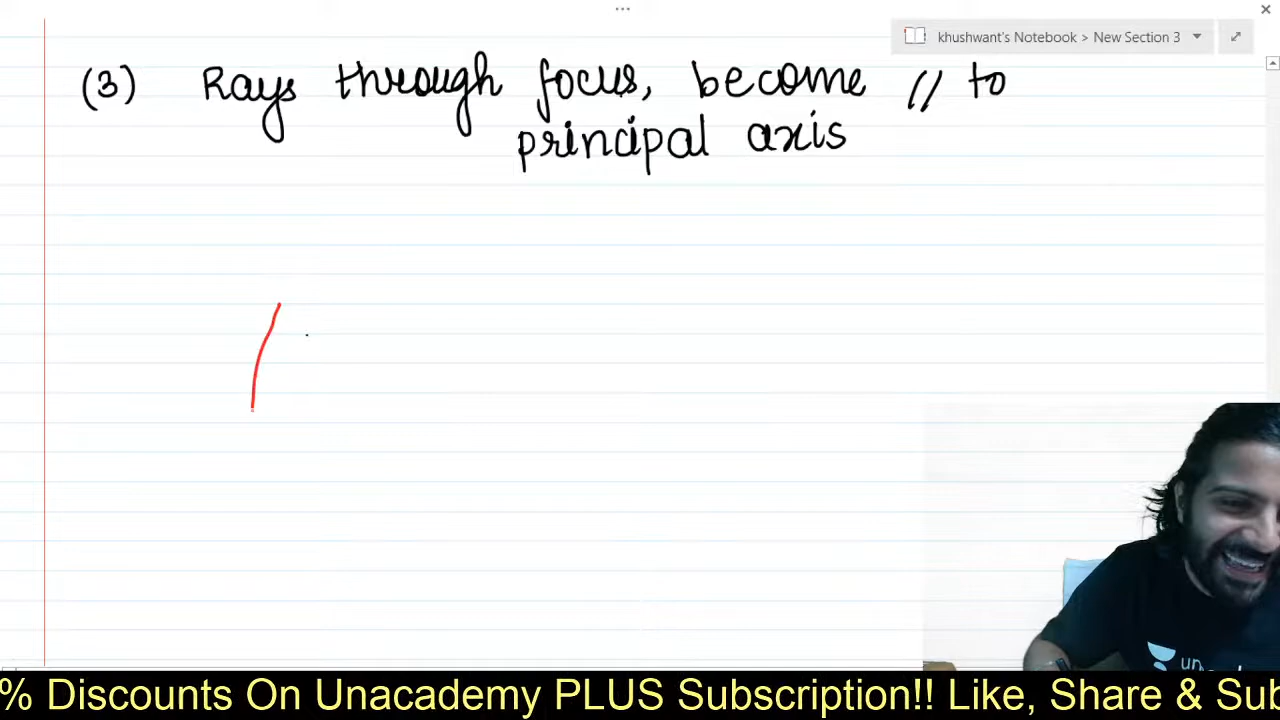 khushwant's Notebook > New Section 3
(3) Rays through focus, become // to
principal axis
% Discounts On Unacademy PLUS Subscription!! Like, Share & Sub